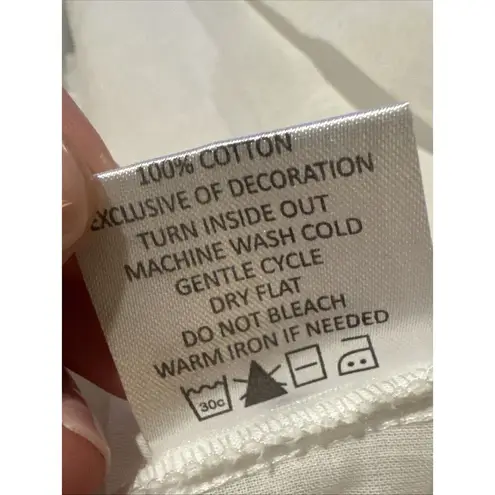 100% COTTON
EXCLUSIVE OF DECORATION
TURN INSIDE OUT
MACHINE WASH COLD
GENTLE CYCLE
DRY FLAT
DO NOT BLEACH
WARM IRON IF NEEDED
30c